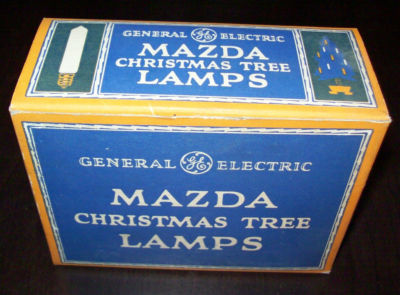 GENERAL GE ELECTRIC
MAZDA
CHRISTMAS TREE
LAMPS
GENERAL GE ELECTRIC
MAZDA
CHRISTMAS TREE
LAMPS